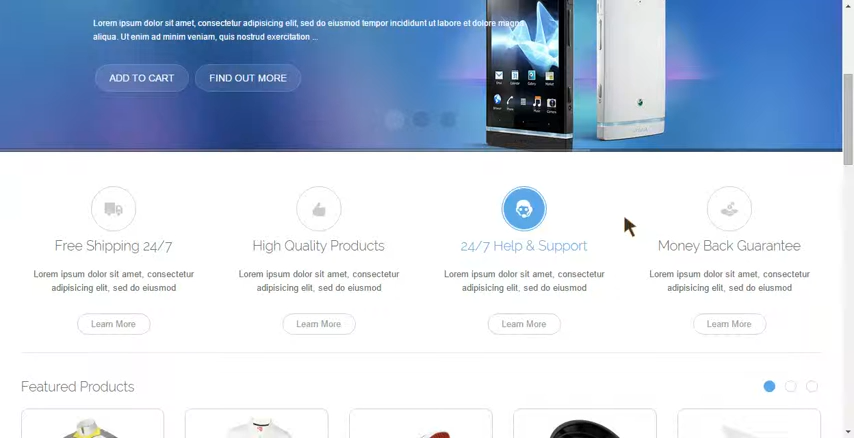 Lorem ipsum dolor sit amet, consectetur adipisicing elit, sed do eiusmod tempor incididunt ut labore et dolore magna
aliqua. Ut enim ad minim veniam, quis nostrud exercitation ...
ADD TO CART FIND OUT MORE
Free Shipping 24/7
High Quality Products
24/7 Help & Support
Money Back Guarantee
Lorem ipsum dolor sit amet, consectetur
adipisicing elit, sed do eiusmod
Lorem ipsum dolor sit amet, consectetur
adipisicing elit, sed do eiusmod
Lorem ipsum dolor sit amet, consectetur
adipisicing elit, sed do eiusmod
Lorem ipsum dolor sit amet, consectetur
adipisicing elit, sed do eiusmod
Learn More
Learn More
Learn More
Learn More
Featured Products